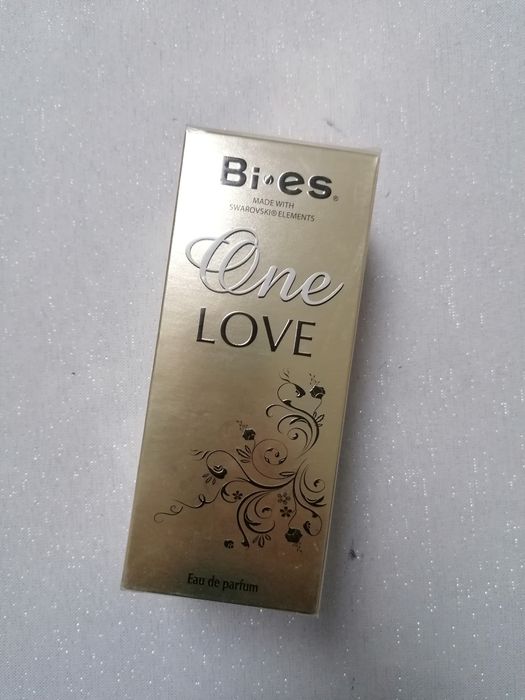 Bi·es®
MADE WITH
SWAROVSKI® ELEMENTS
One
LOVE
Eau de parfum